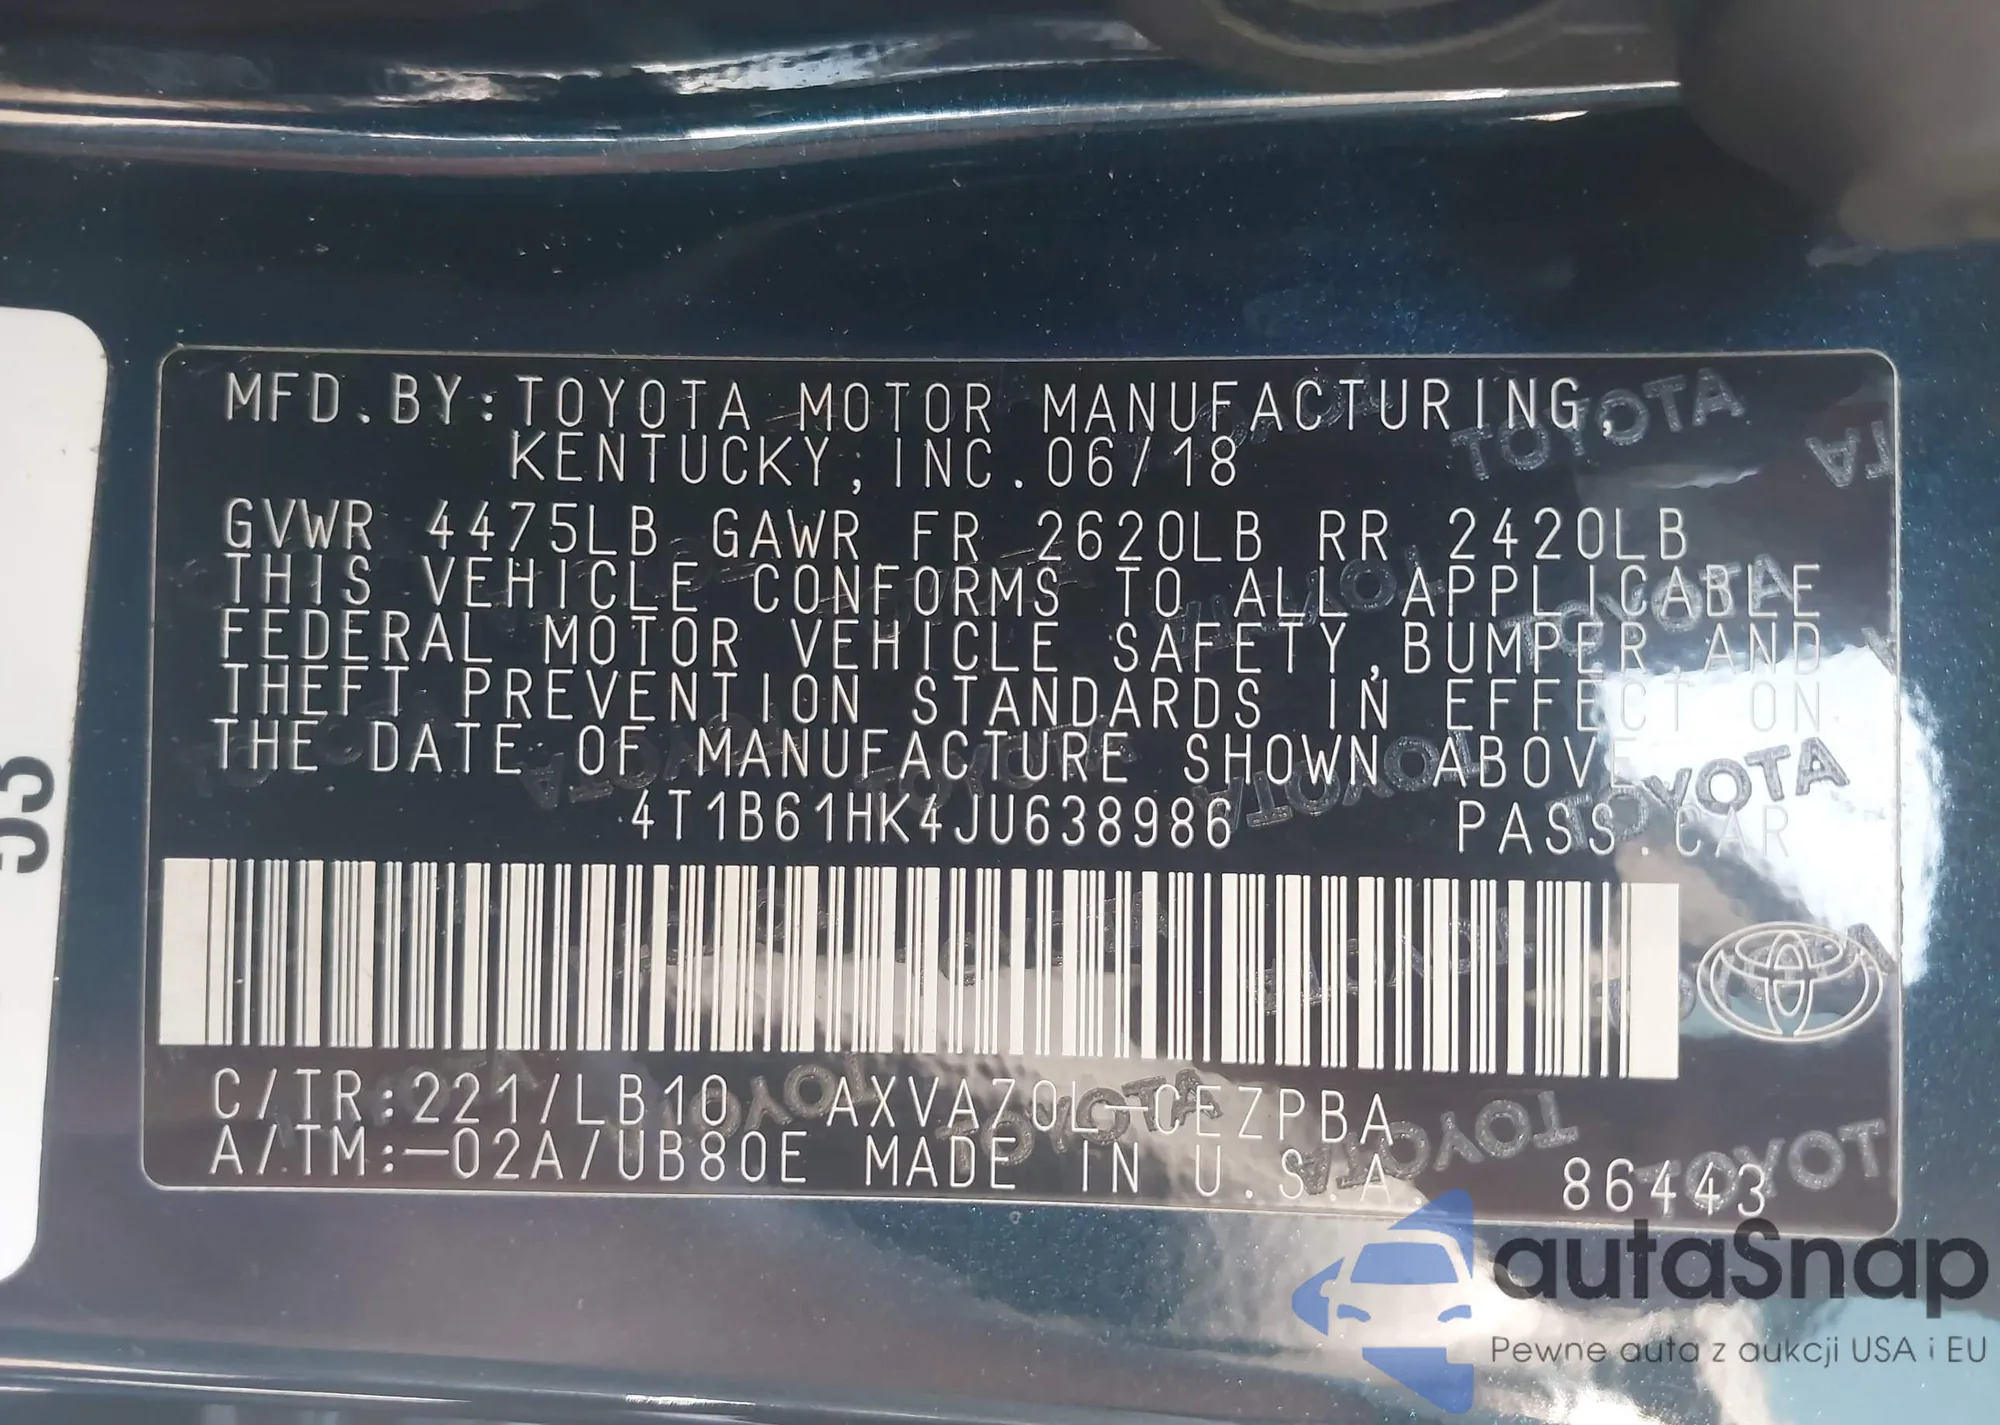 MFD.BY:TOYOTA MOTOR MANUFACTURING,
KENTUCKY,INC.06/18
GVWR 4475LB GAWR FR 2620LB RR 2420LB
THIS VEHICLE CONFORMS TO ALL APPLICABLE
FEDERAL MOTOR VEHICLE SAFETY,BUMPER,AND
THEFT PREVENTION STANDARDS IN EFFECT ON
THE DATE OF MANUFACTURE SHOWN ABOVE.
4T1B61HK4JU638986 PASS.CAR
C/TR:221/LB10 AXVA70L-CEZPBA
A/TM:-02A/UB80E MADE IN U.S.A. 86443
autaSnap
Pewne auta z aukcji USA i EU